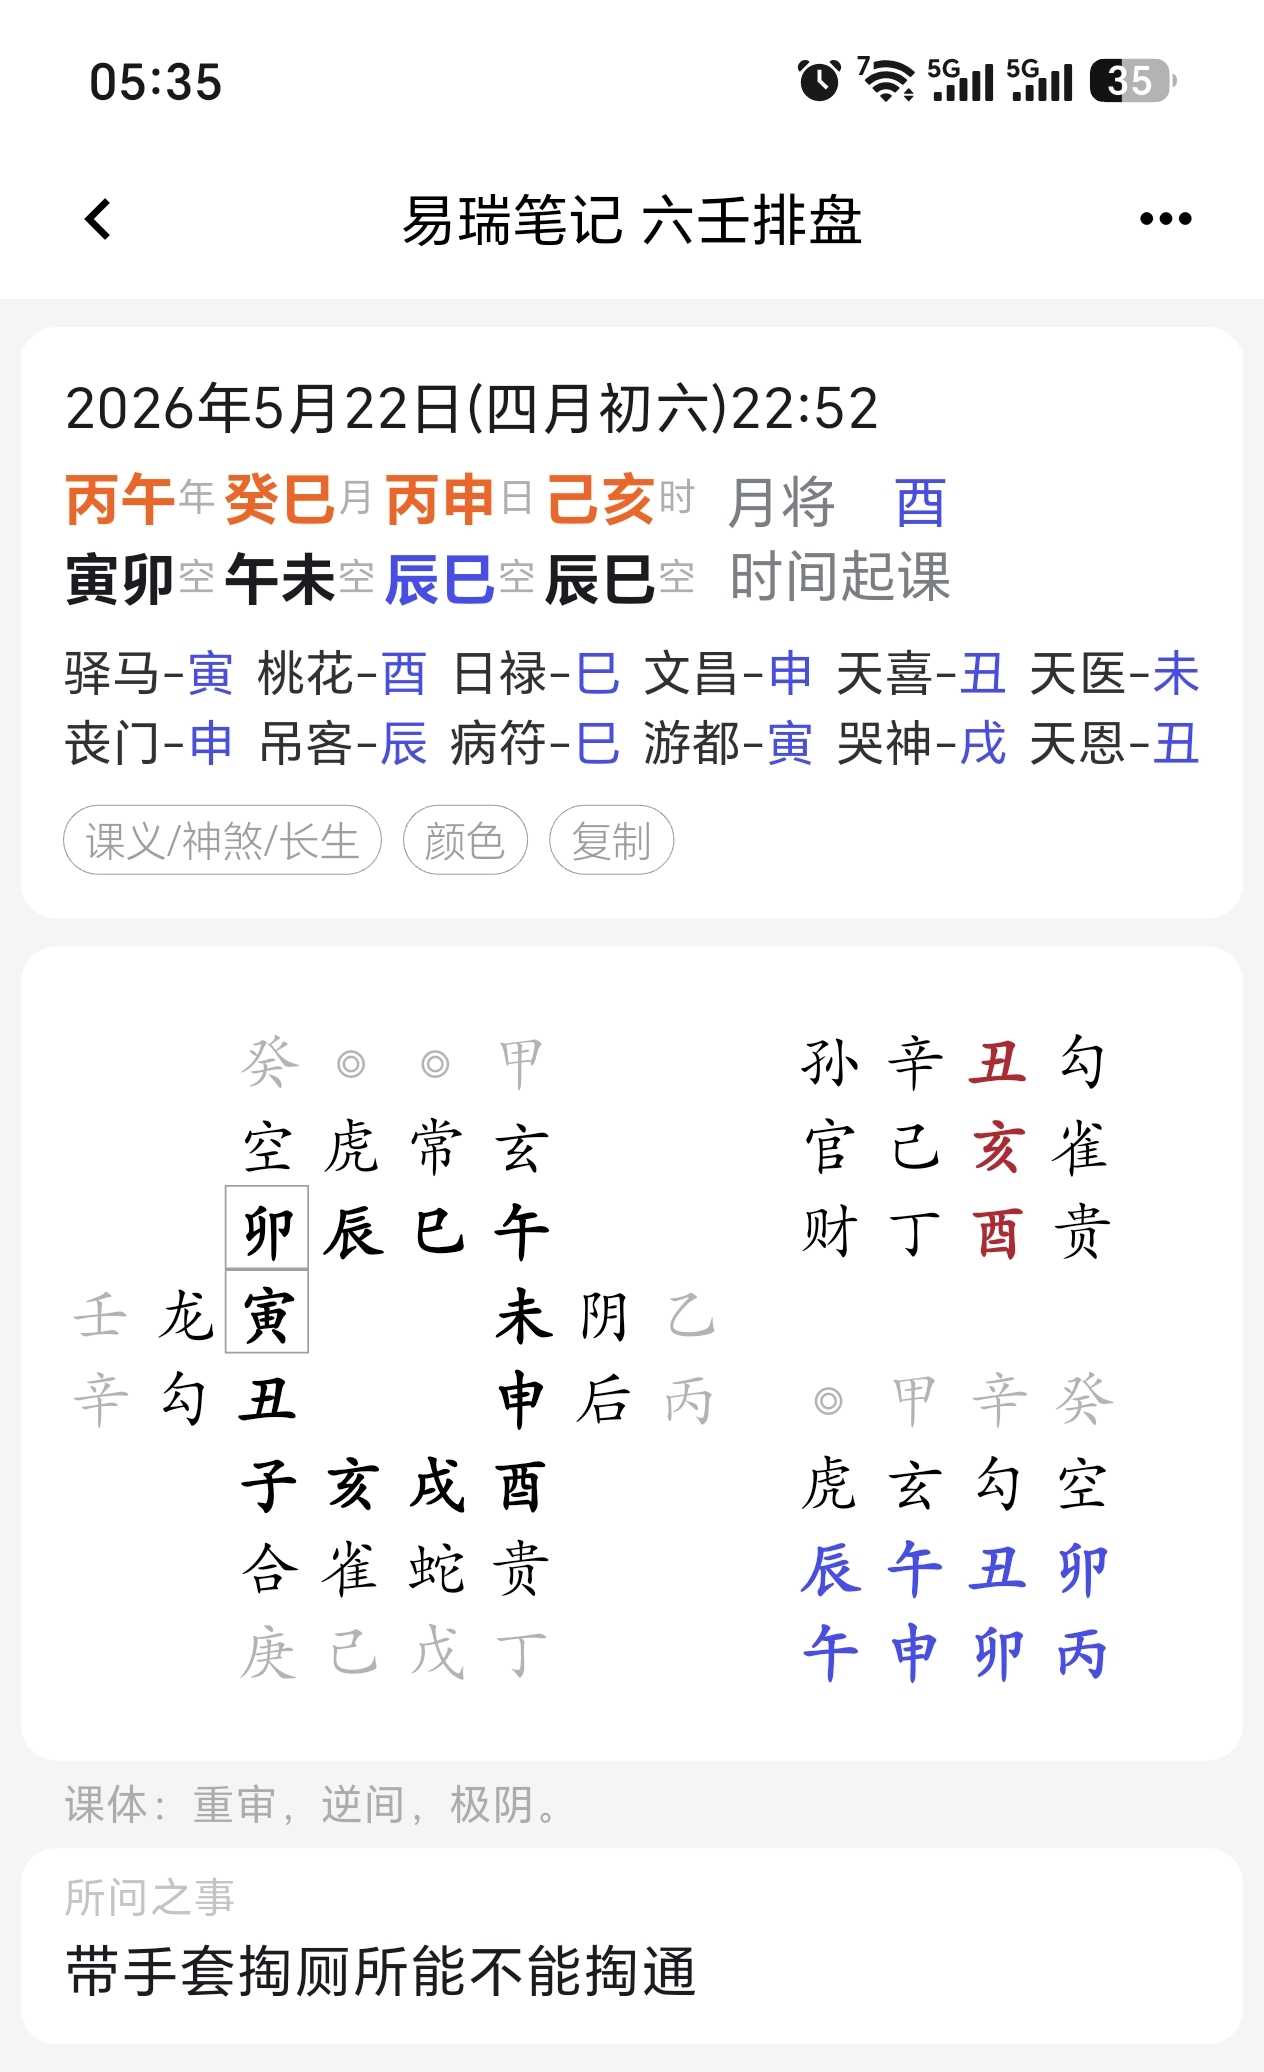 05:35 7 5G 5G 35
易瑞笔记 六壬排盘
2026年5月22日(四月初六)22:52
丙午年 癸巳月 丙申日 己亥时 月将 酉
寅卯空 午未空 辰巳空 辰巳空 时间起课
驿马-寅 桃花-酉 日禄-巳 文昌-申 天喜-丑 天医-未
丧门-申 吊客-辰 病符-巳 游都-寅 哭神-戌 天恩-丑
课义/神煞/长生 颜色 复制
癸 ◎ ◎ 甲 孙 辛 丑 勾
空 虎 常 玄 官 己 亥 雀
卯 辰 巳 午 财 丁 酉 贵
壬 龙 寅 未 阴 乙
辛 勾 丑 申 后 丙 ◎ 甲 辛 癸
子 亥 戌 酉 虎 玄 勾 空
合 雀 蛇 贵 辰 午 丑 卯
庚 己 戊 丁 午 申 卯 丙
课体：重审，逆间，极阴。
所问之事
带手套掏厕所能不能掏通